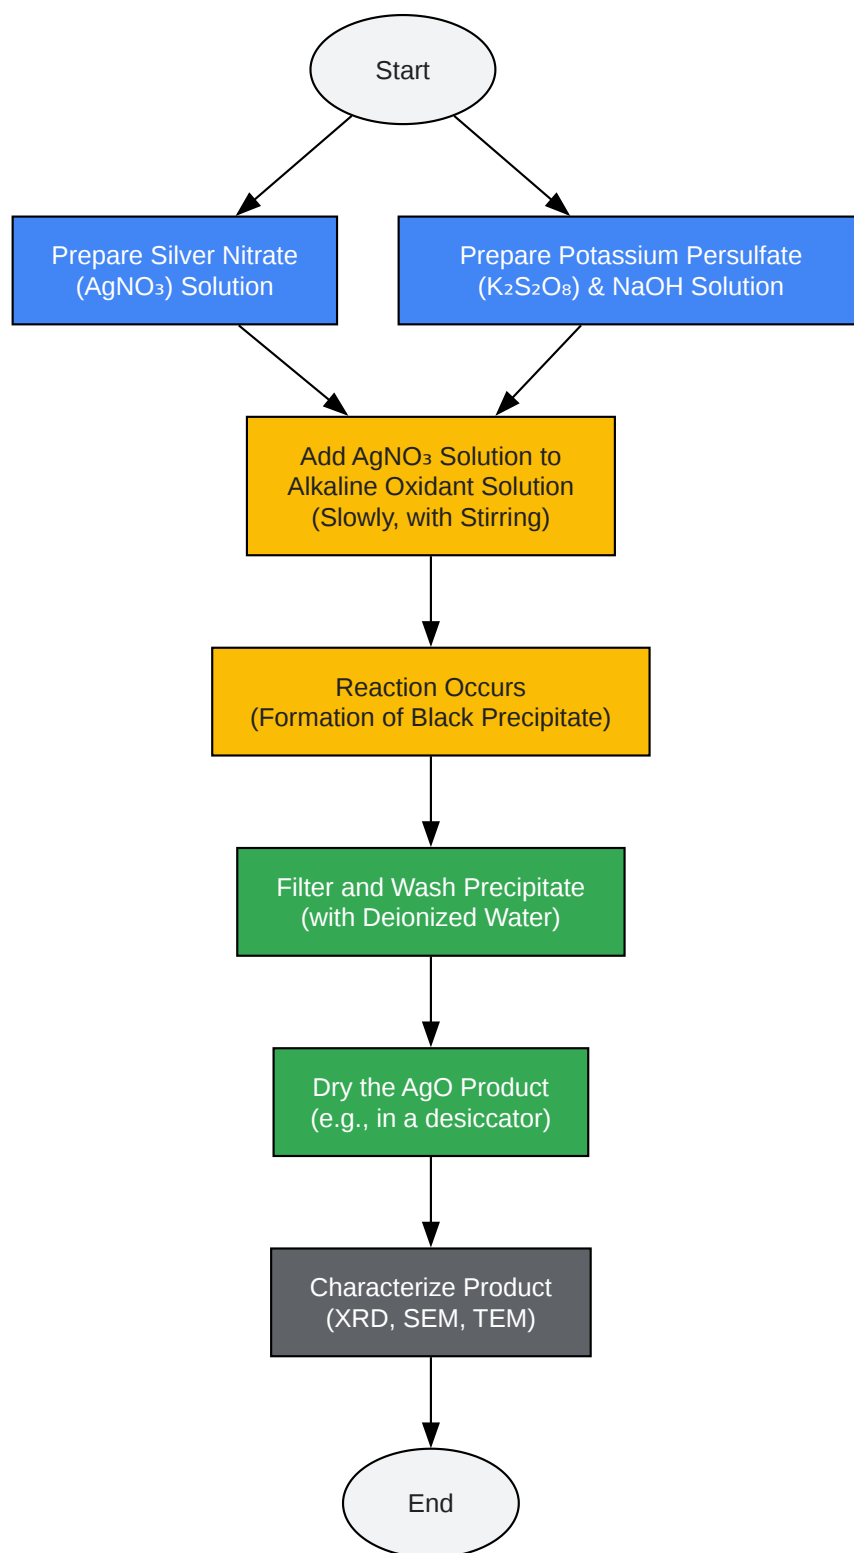 Start
Prepare Silver Nitrate
(AgNO₃) Solution
Prepare Potassium Persulfate
(K₂S₂O₈) & NaOH Solution
Add AgNO₃ Solution to
Alkaline Oxidant Solution
(Slowly, with Stirring)
Reaction Occurs
(Formation of Black Precipitate)
Filter and Wash Precipitate
(with Deionized Water)
Dry the AgO Product
(e.g., in a desiccator)
Characterize Product
(XRD, SEM, TEM)
End